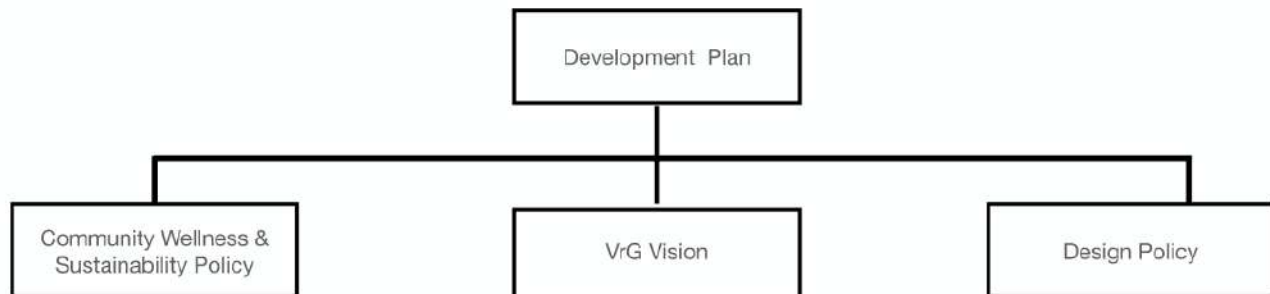 Development Plan
Community Wellness &
Sustainability Policy
VrG Vision
Design Policy